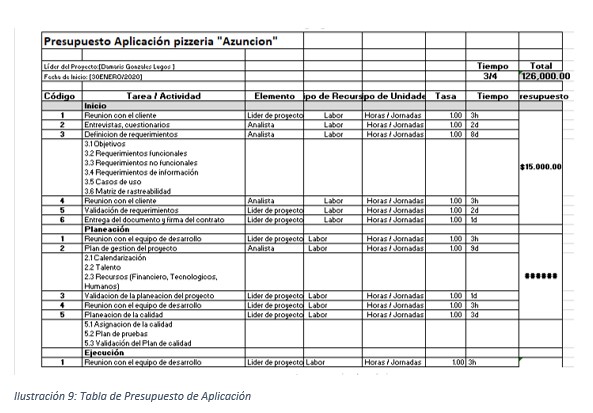 Presupuesto Aplicación pizzeria "Azuncion"
Líder del Proyecto:[Damaris Gonzales Lugos ] Tiempo Total
Fecha de Inicio: [30ENERO/2020] 3/4 126,000.00
Código Tarea / Actividad Elemento ipo de Recurs ipo de Unidade Tasa Tiempo resupuesto
Inicio
1 Reunion con el cliente Lider de proyecto Labor Horas / Jornadas 1.00 3h
2 Entrevistas, cuestionarios Analista Labor Horas / Jornadas 1.00 2d
3 Definicion de requerimientos Analista Labor Horas / Jornadas 1.00 8d
3.1 Objetivos
3.2 Requerimientos funcionales
3.3 Requerimientos no funcionales
3.4 Requerimientos de información
3.5 Casos de uso
3.6 Matriz de rastreabilidad
$15.000.00
4 Reunion con el cliente Analista Labor Horas / Jornadas 1.00 3h
5 Validación de requerimientos Lider de proyecto Labor Horas / Jornadas 1.00 2d
6 Entrega del documento y firma del contrato Lider de proyecto Labor Horas / Jornadas 1.00 1d
Planeación
1 Reunion con el equipo de desarrollo Lider de proyecto Labor Horas / Jornadas 1.00 3h
2 Plan de gestion del proyecto Analista Labor Horas / Jornadas 1.00 9d
2.1 Calendarización
2.2 Talento
2.3 Recursos (Financiero, Tecnologicos,
Humanos)
######
3 Validacion de la planeacion del proyecto Lider de proyecto Labor Horas / Jornadas 1.00 1d
4 Reunion con el equipo de desarrollo Lider de proyecto Labor Horas / Jornadas 1.00 3h
5 Planeacion de la calidad Lider de proyecto Labor Horas / Jornadas 1.00 3d
5.1 Asignacion de la calidad
5.2 Plan de pruebas
5.3 Validación del Plan de calidad
Ejecución
1 Reunion con el equipo de desarrollo Lider de proyecto Labor Horas / Jornadas 1.00 3h
Ilustración 9: Tabla de Presupuesto de Aplicación